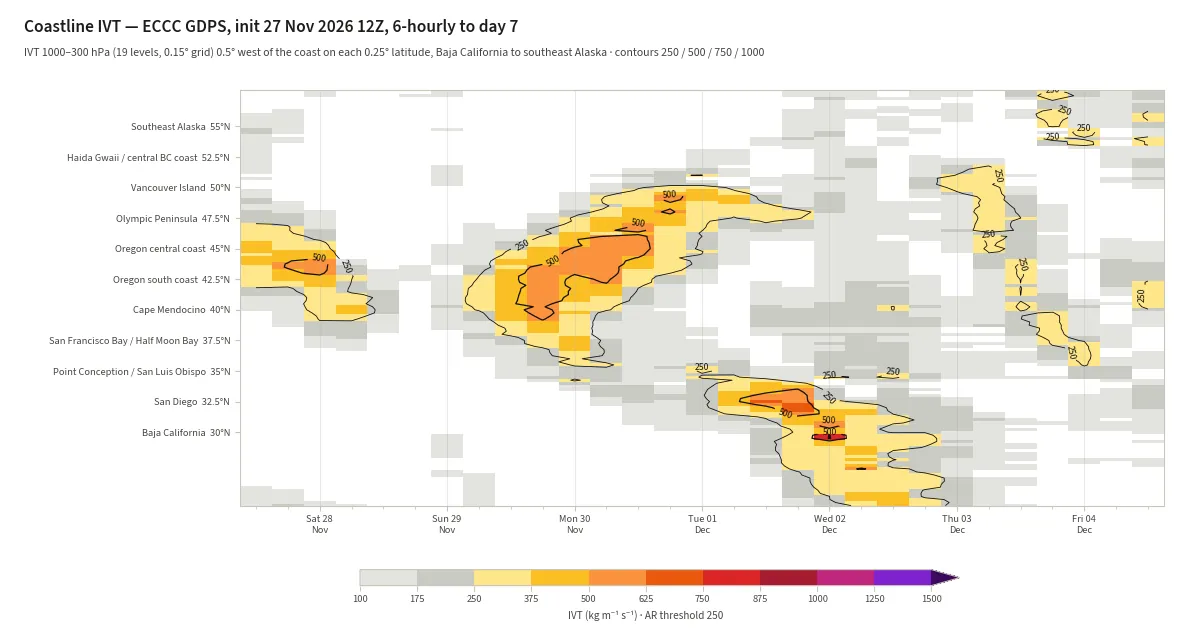 Coastline IVT — ECCC GDPS, init 27 Nov 2026 12Z, 6-hourly to day 7
IVT 1000–300 hPa (19 levels, 0.15° grid) 0.5° west of the coast on each 0.25° latitude, Baja California to southeast Alaska · contours 250 / 500 / 750 / 1000
250
250
Southeast Alaska 55°N
250
250
Haida Gwaii / central BC coast 52.5°N
250
Vancouver Island 50°N
500
Olympic Peninsula 47.5°N
500
250
Oregon central coast 45°N
250
500
500
250
250
Oregon south coast 42.5°N
250
Cape Mendocino 40°N
San Francisco Bay / Half Moon Bay 37.5°N
250
Point Conception / San Luis Obispo 35°N
250
250
250
San Diego 32.5°N
250
500
500
Baja California 30°N
500
Sat 28 Sun 29 Mon 30 Tue 01 Wed 02 Thu 03 Fri 04
Nov Nov Nov Dec Dec Dec Dec
100 175 250 375 500 625 750 875 1000 1250 1500
IVT (kg m⁻¹ s⁻¹) · AR threshold 250